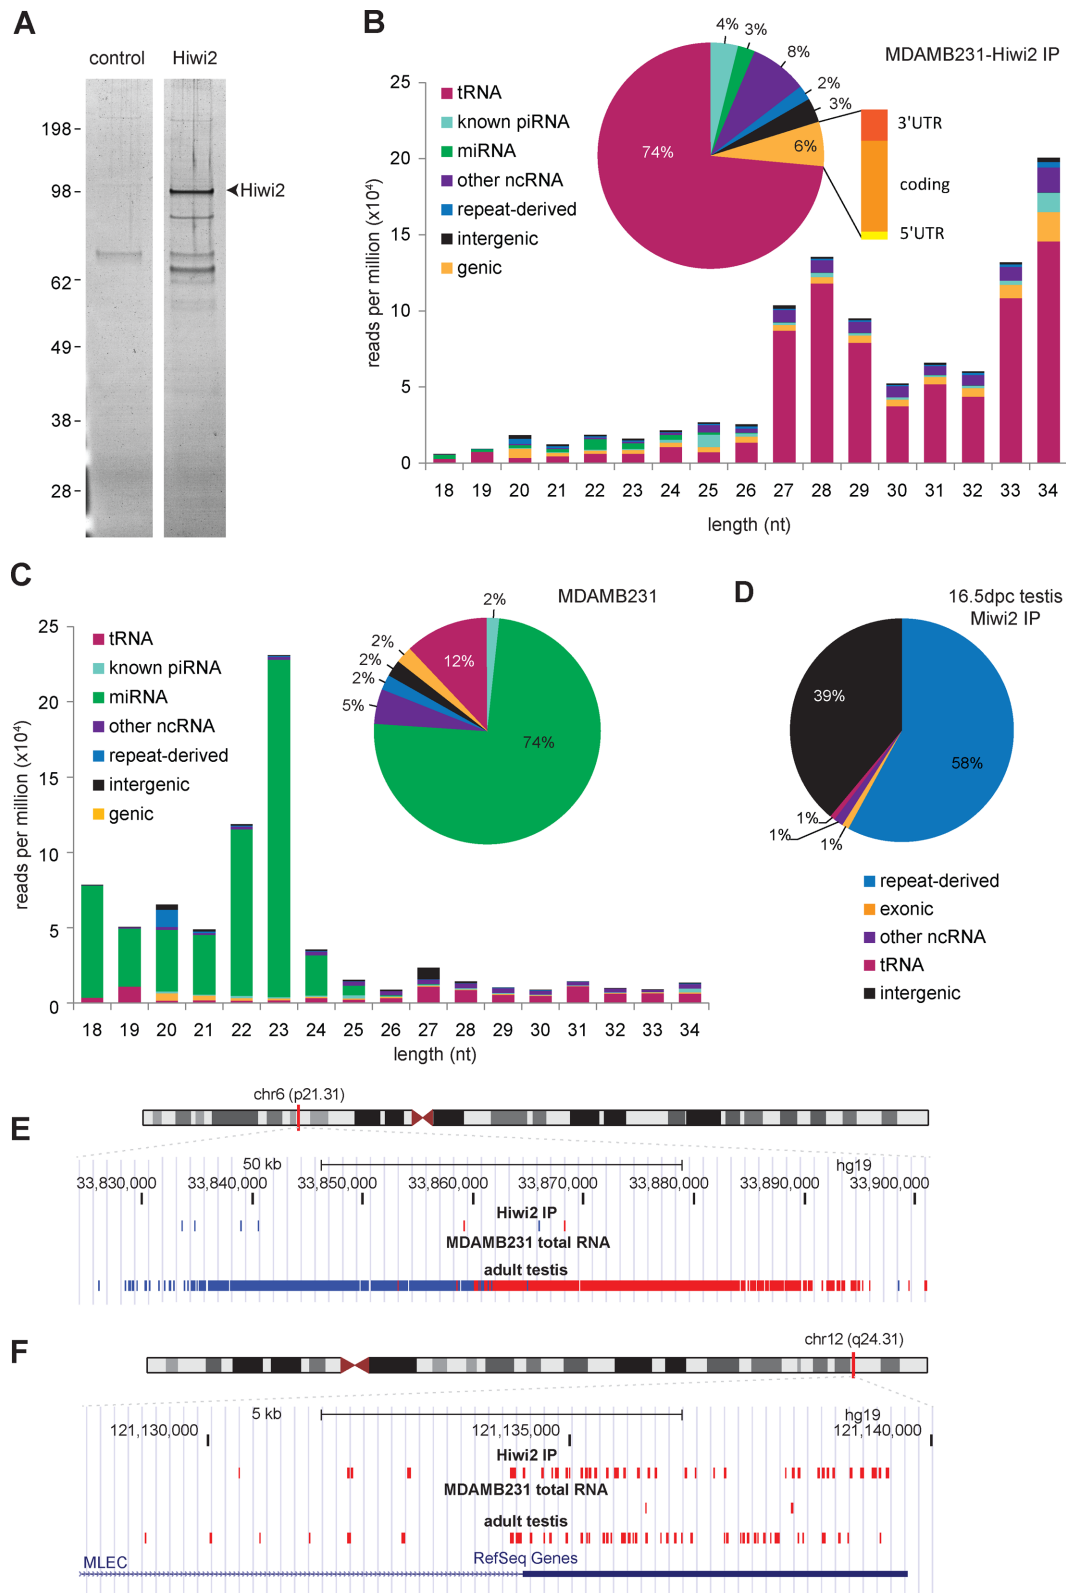 A
control
Hiwi2
198
98
Hiwi2
62
49
38
28
B
MDAMB231-Hiwi2 IP
reads per million (x10⁴)
25
20
15
10
5
0
tRNA
known piRNA
miRNA
other ncRNA
repeat-derived
intergenic
genic
4%
3%
8%
2%
3%
6%
74%
3'UTR
coding
5'UTR
18 19 20 21 22 23 24 25 26 27 28 29 30 31 32 33 34
length (nt)
C
MDAMB231
reads per million (x10⁴)
25
20
15
10
5
0
tRNA
known piRNA
miRNA
other ncRNA
repeat-derived
intergenic
genic
2%
12%
2%
2%
2%
5%
74%
18 19 20 21 22 23 24 25 26 27 28 29 30 31 32 33 34
length (nt)
D
16.5dpc testis
Miwi2 IP
39%
58%
1%
1%
1%
repeat-derived
exonic
other ncRNA
tRNA
intergenic
E
chr6 (p21.31)
50 kb
hg19
33,830,000 33,840,000 33,850,000 33,860,000 33,870,000 33,880,000 33,890,000 33,900,000
Hiwi2 IP
MDAMB231 total RNA
adult testis
F
chr12 (q24.31)
5 kb
hg19
121,130,000 121,135,000 121,140,000
Hiwi2 IP
MDAMB231 total RNA
adult testis
RefSeq Genes
MLEC